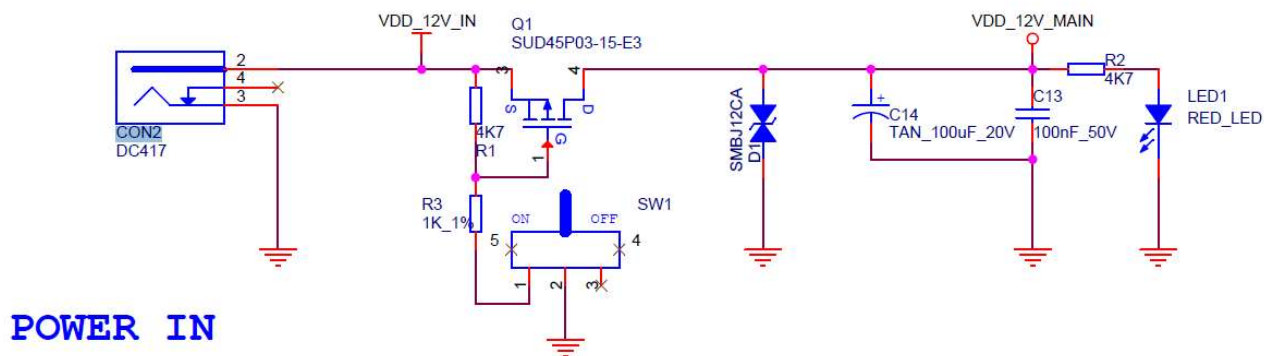 VDD_12V_IN
Q1
SUD45P03-15-E3
VDD_12V_MAIN
2
4
3
CON2
DC417
3
4
S
D
G
1
4K7
R1
R3
1K_1%
ON
OFF
SW1
5
4
1
2
3
SMBJ12CA
D1
+
C14
TAN_100uF_20V
C13
100nF_50V
R2
4K7
LED1
RED_LED
POWER IN